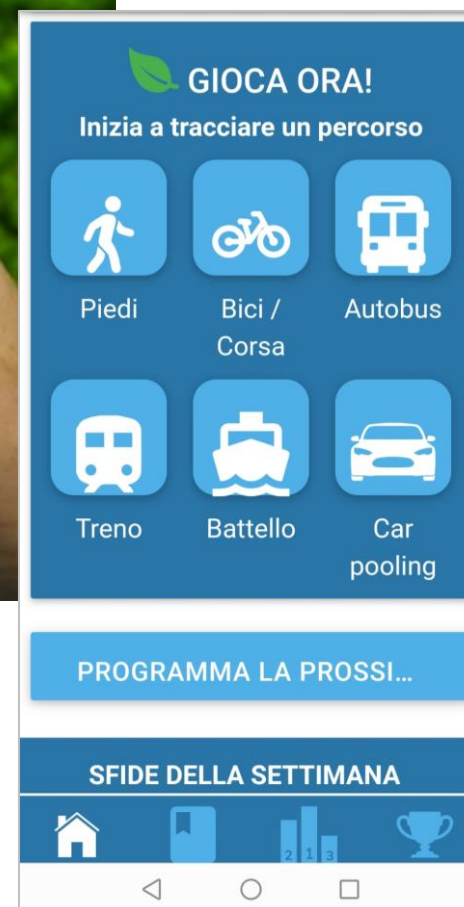 GIOCA ORA!
Inizia a tracciare un percorso
Piedi
Bici /
Corsa
Autobus
Treno
Battello
Car
pooling
PROGRAMMA LA PROSSI...
SFIDE DELLA SETTIMANA
2 1 3